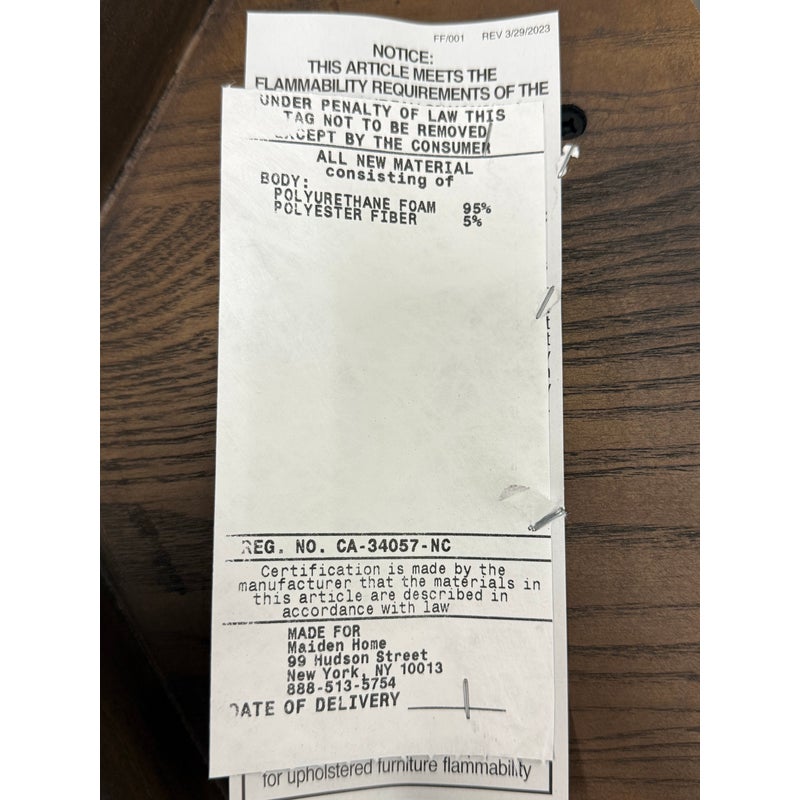 FF/001 REV 3/29/2023
NOTICE:
THIS ARTICLE MEETS THE
FLAMMABILITY REQUIREMENTS OF THE
UNDER PENALTY OF LAW THIS
TAG NOT TO BE REMOVED
EXCEPT BY THE CONSUMER
ALL NEW MATERIAL
consisting of
BODY:
POLYURETHANE FOAM 95%
POLYESTER FIBER 5%
REG. NO. CA-34057-NC
Certification is made by the
manufacturer that the materials in
this article are described in
accordance with law
MADE FOR
Maiden Home
99 Hudson Street
New York, NY 10013
888-513-5754
DATE OF DELIVERY
for upholstered furniture flammability